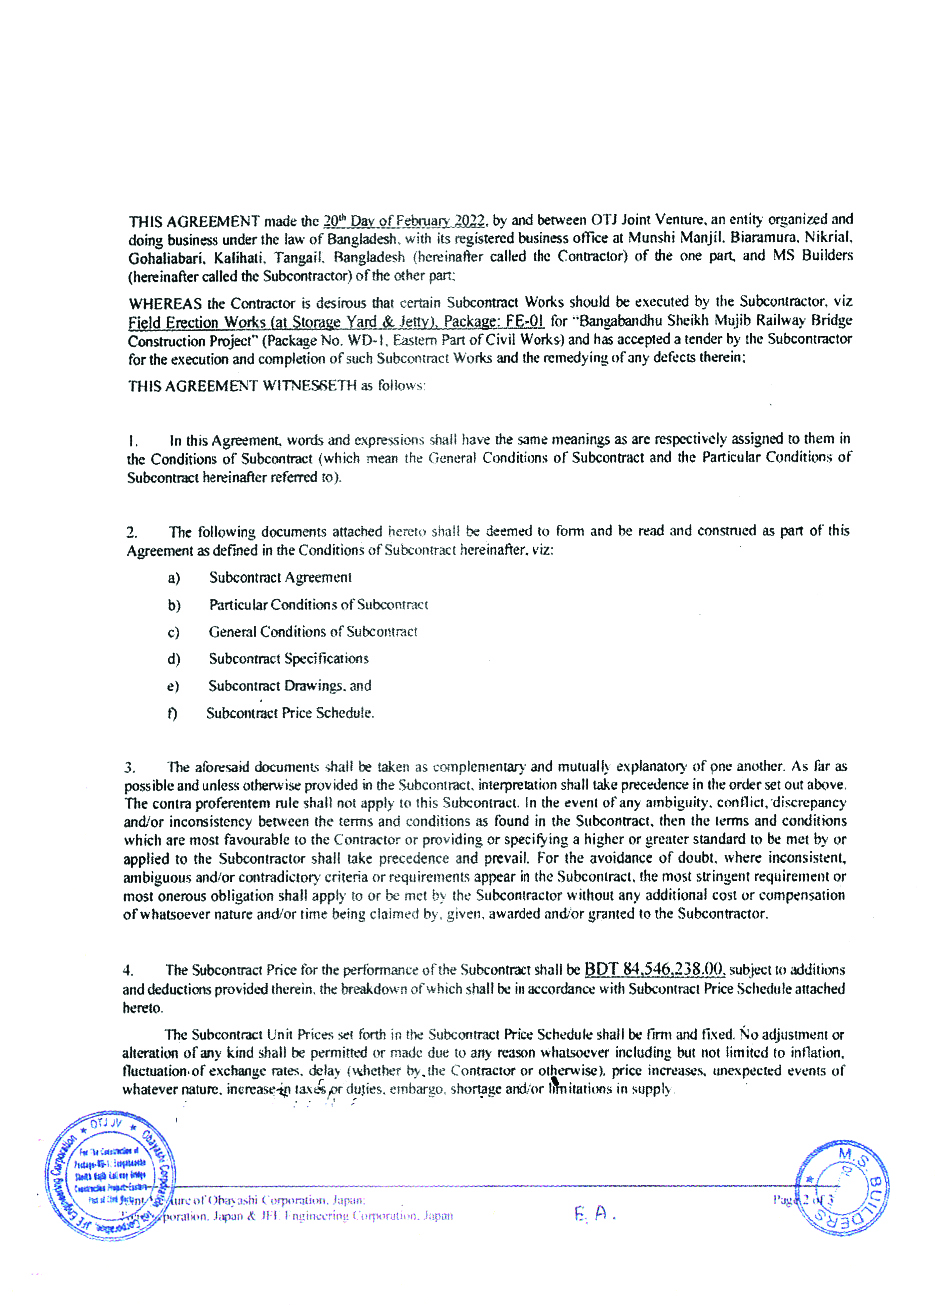 THIS AGREEMENT made the 20th Day of February 2022, by and between OTJ Joint Venture, an entity organized and
doing business under the law of Bangladesh, with its registered business office at Munshi Manjil, Biaramura, Nikrial,
Gohaliabari, Kalihati, Tangail, Bangladesh (hereinafter called the Contractor) of the one part, and MS Builders
(hereinafter called the Subcontractor) of the other part;
WHEREAS the Contractor is desirous that certain Subcontract Works should be executed by the Subcontractor, viz
Field Erection Works (at Storage Yard & Jetty), Package: FE-01 for "Bangabandhu Sheikh Mujib Railway Bridge
Construction Project" (Package No. WD-1, Eastern Part of Civil Works) and has accepted a tender by the Subcontractor
for the execution and completion of such Subcontract Works and the remedying of any defects therein;
THIS AGREEMENT WITNESSETH as follows:
1. In this Agreement, words and expressions shall have the same meanings as are respectively assigned to them in
the Conditions of Subcontract (which mean the General Conditions of Subcontract and the Particular Conditions of
Subcontract hereinafter referred to).
2. The following documents attached hereto shall be deemed to form and be read and construed as part of this
Agreement as defined in the Conditions of Subcontract hereinafter, viz:
a) Subcontract Agreement
b) Particular Conditions of Subcontract
c) General Conditions of Subcontract
d) Subcontract Specifications
e) Subcontract Drawings, and
f) Subcontract Price Schedule.
3. The aforesaid documents shall be taken as complementary and mutually explanatory of one another. As far as
possible and unless otherwise provided in the Subcontract, interpretation shall take precedence in the order set out above.
The contra proferentem rule shall not apply to this Subcontract. In the event of any ambiguity, conflict, discrepancy
and/or inconsistency between the terms and conditions as found in the Subcontract, then the terms and conditions
which are most favourable to the Contractor or providing or specifying a higher or greater standard to be met by or
applied to the Subcontractor shall take precedence and prevail. For the avoidance of doubt, where inconsistent,
ambiguous and/or contradictory criteria or requirements appear in the Subcontract, the most stringent requirement or
most onerous obligation shall apply to or be met by the Subcontractor without any additional cost or compensation
of whatsoever nature and/or time being claimed by, given, awarded and/or granted to the Subcontractor.
4. The Subcontract Price for the performance of the Subcontract shall be BDT 84,546,238.00, subject to additions
and deductions provided therein, the breakdown of which shall be in accordance with Subcontract Price Schedule attached
hereto.
The Subcontract Unit Prices set forth in the Subcontract Price Schedule shall be firm and fixed. No adjustment or
alteration of any kind shall be permitted or made due to any reason whatsoever including but not limited to inflation,
fluctuation of exchange rates, delay (whether by the Contractor or otherwise), price increases, unexpected events of
whatever nature, increase in taxes or duties, embargo, shortage and/or limitations in supply.
OTJ JV
For The Construction of
Package-WD-1, Bangabandhu
Sheikh Mujib Railway Bridge
Construction Project-Eastern
Part of Civil
of Obayashi Corporation, Japan;
Corporation, Japan & JFE Engineering Corporation, Japan
E.A.
Page 2 of 3
M.S. BUILDERS